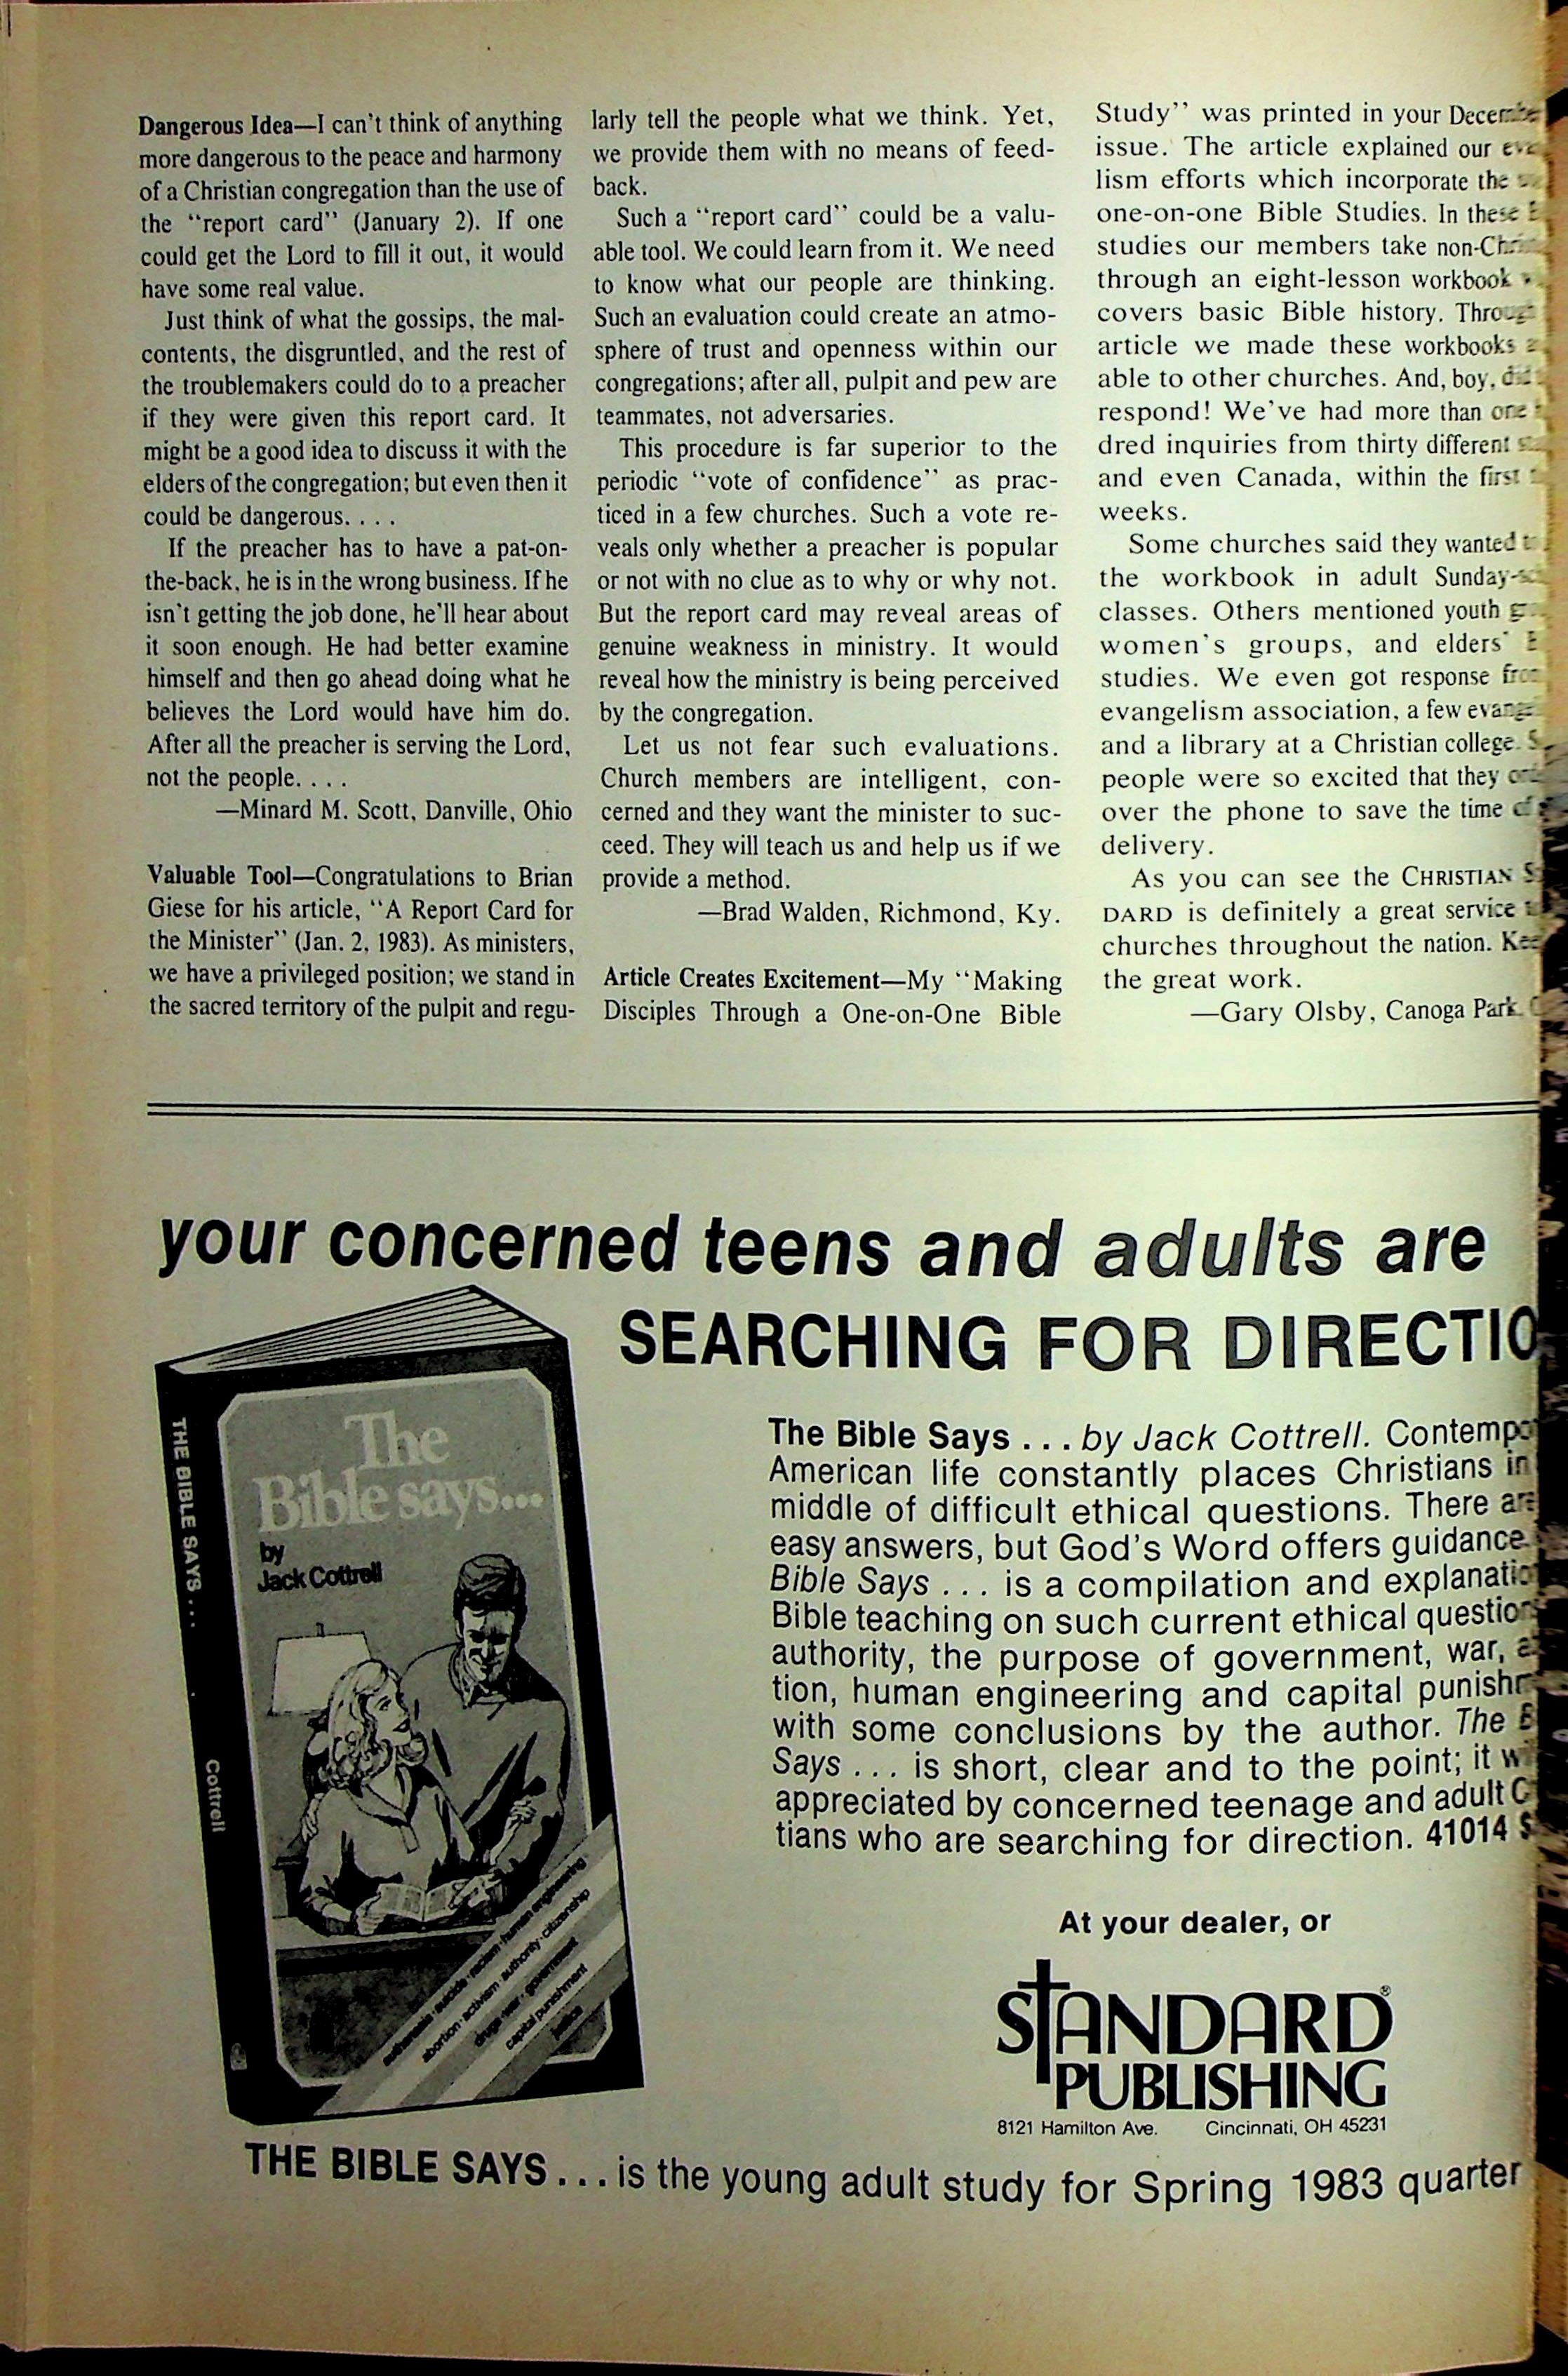 Dangerous Idea—I can't think of anything
more dangerous to the peace and harmony
of a Christian congregation than the use of
the “report card” (January 2). If one
could get the Lord to fill it out, it would
have some real value.
Just think of what the gossips, the mal-
contents, the disgruntled, and the rest of
the troublemakers could do to a preacher
if they were given this report card. It
might be a good idea to discuss it with the
elders of the congregation; but even then it
could be dangerous. . . .
If the preacher has to have a pat-on-
the-back, he is in the wrong business. If he
isn't getting the job done, he'll hear about
it soon enough. He had better examine
himself and then go ahead doing what he
believes the Lord would have him do.
After all the preacher is serving the Lord,
not the people. . . .
—Minard M. Scott, Danville, Ohio
Valuable Tool—Congratulations to Brian
Giese for his article, “A Report Card for
the Minister” (Jan. 2, 1983). As ministers,
we have a privileged position; we stand in
the sacred territory of the pulpit and regu-
larly tell the people what we think. Yet,
we provide them with no means of feed-
back.
Such a “report card” could be a valu-
able tool. We could learn from it. We need
to know what our people are thinking.
Such an evaluation could create an atmo-
sphere of trust and openness within our
congregations; after all, pulpit and pew are
teammates, not adversaries.
This procedure is far superior to the
periodic “vote of confidence” as prac-
ticed in a few churches. Such a vote re-
veals only whether a preacher is popular
or not with no clue as to why or why not.
But the report card may reveal areas of
genuine weakness in ministry. It would
reveal how the ministry is being perceived
by the congregation.
Let us not fear such evaluations.
Church members are intelligent, con-
cerned and they want the minister to suc-
ceed. They will teach us and help us if we
provide a method.
—Brad Walden, Richmond, Ky.
Article Creates Excitement—My “Making
Disciples Through a One-on-One Bible
Study” was printed in your
issue. The article explained our
lism efforts which incorporate the
one-on-one Bible Studies. In these
studies our members take
through an eight-lesson workbook
covers basic Bible history.
article we made these workbooks
able to other churches. And, boy,
respond! We've had more than one
dred inquiries from thirty different
and even Canada, within the first
weeks.
Some churches said they wanted
the workbook in adult Sunday-
classes. Others mentioned youth
women's groups, and elders'
studies. We even got response from
evangelism association, a few
and a library at a Christian college.
people were so excited that they
over the phone to save the time of
delivery.
As you can see the CHRISTIAN
DARD is definitely a great service
churches throughout the nation.
the great work.
—Gary Olsby, Canoga Park,
your concerned teens and adults are
SEARCHING FOR DIRECTIO
THE BIBLE SAYS . . .
Cottrell
The
Bible says...
by
Jack Cottrell
euthanasia · suicide · racism · human engineering
abortion · activism · authority · citizenship
drugs · war · government
capital punishment
justice
The Bible Says . . . by Jack Cottrell.
American life constantly places Christians in
middle of difficult ethical questions. There are
easy answers, but God's Word offers guidance.
Bible Says . . . is a compilation and
Bible teaching on such current ethical
authority, the purpose of government, war,
tion, human engineering and capital
with some conclusions by the author. The
Says . . . is short, clear and to the point; it
appreciated by concerned teenage and adult
tians who are searching for direction. 41014
At your dealer, or
STANDARD®
PUBLISHING
8121 Hamilton Ave. Cincinnati, OH 45231
THE BIBLE SAYS . . . is the young adult study for Spring 1983 quarter